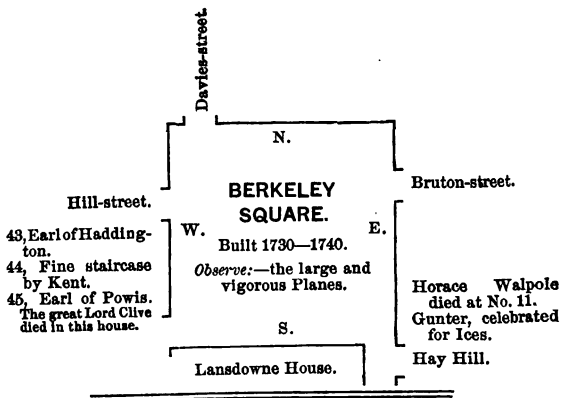 Davies-street.
N.
Hill-street.
43, Earl of Hadding-
ton.
44, Fine staircase
by Kent.
45, Earl of Powis.
The great Lord Clive
died in this house.
W.
BERKELEY
SQUARE.
Built 1730—1740.
Observe:—the large and
vigorous Planes.
E.
Bruton-street.
Horace Walpole
died at No. 11.
Gunter, celebrated
for Ices.
S.
Lansdowne House.
Hay Hill.